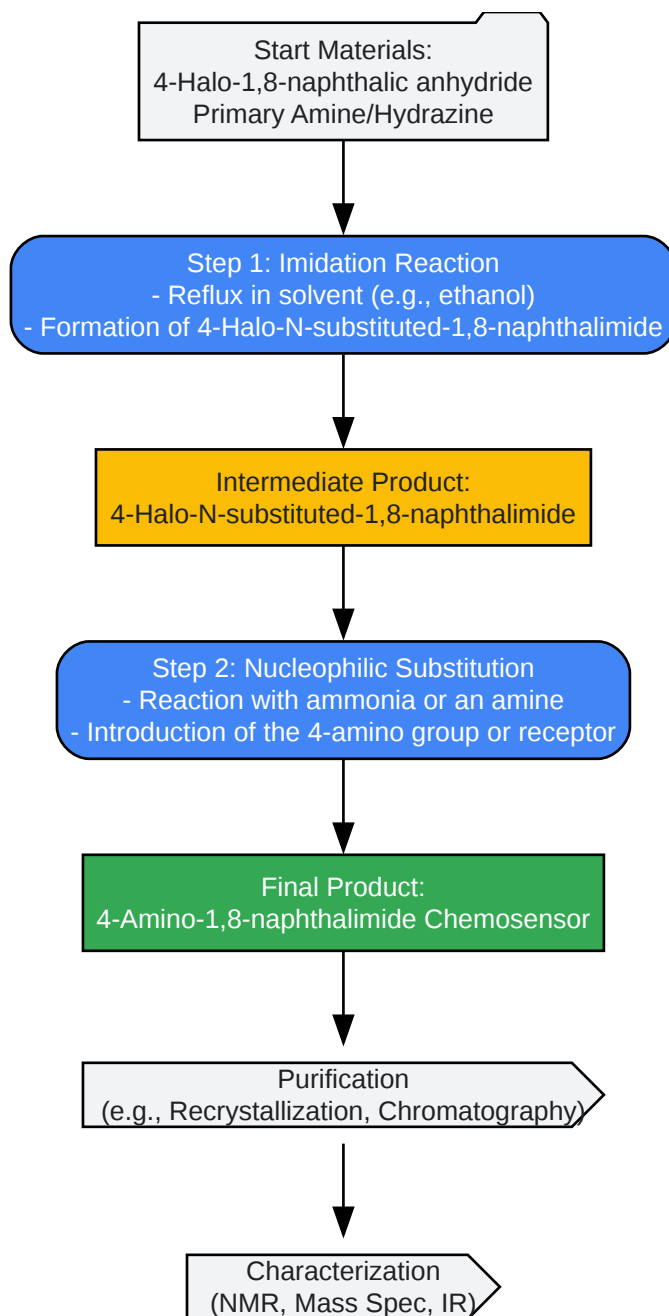 Start Materials:
4-Halo-1,8-naphthalic anhydride
Primary Amine/Hydrazine
Step 1: Imidation Reaction
- Reflux in solvent (e.g., ethanol)
- Formation of 4-Halo-N-substituted-1,8-naphthalimide
Intermediate Product:
4-Halo-N-substituted-1,8-naphthalimide
Step 2: Nucleophilic Substitution
- Reaction with ammonia or an amine
- Introduction of the 4-amino group or receptor
Final Product:
4-Amino-1,8-naphthalimide Chemosensor
Purification
(e.g., Recrystallization, Chromatography)
Characterization
(NMR, Mass Spec, IR)